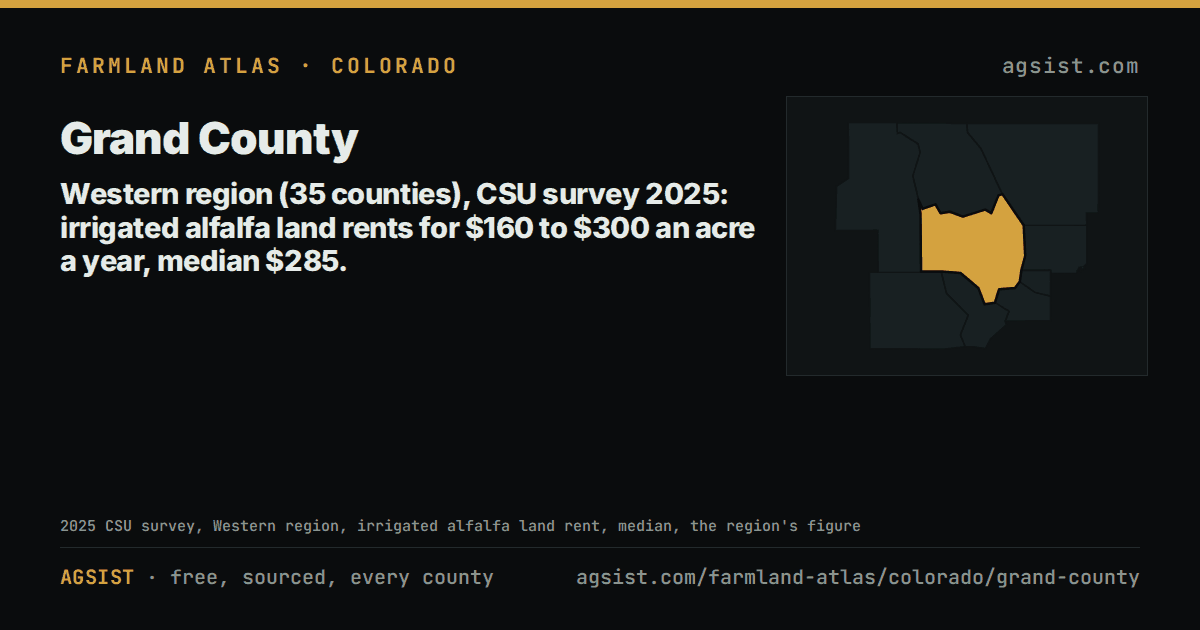 FARMLAND ATLAS · COLORADO
agsist.com
Grand County
Western region (35 counties), CSU survey 2025:
irrigated alfalfa land rents for $160 to $300 an acre
a year, median $285.
2025 CSU survey, Western region, irrigated alfalfa land rent, median, the region's figure
AGSIST · free, sourced, every county
agsist.com/farmland-atlas/colorado/grand-county